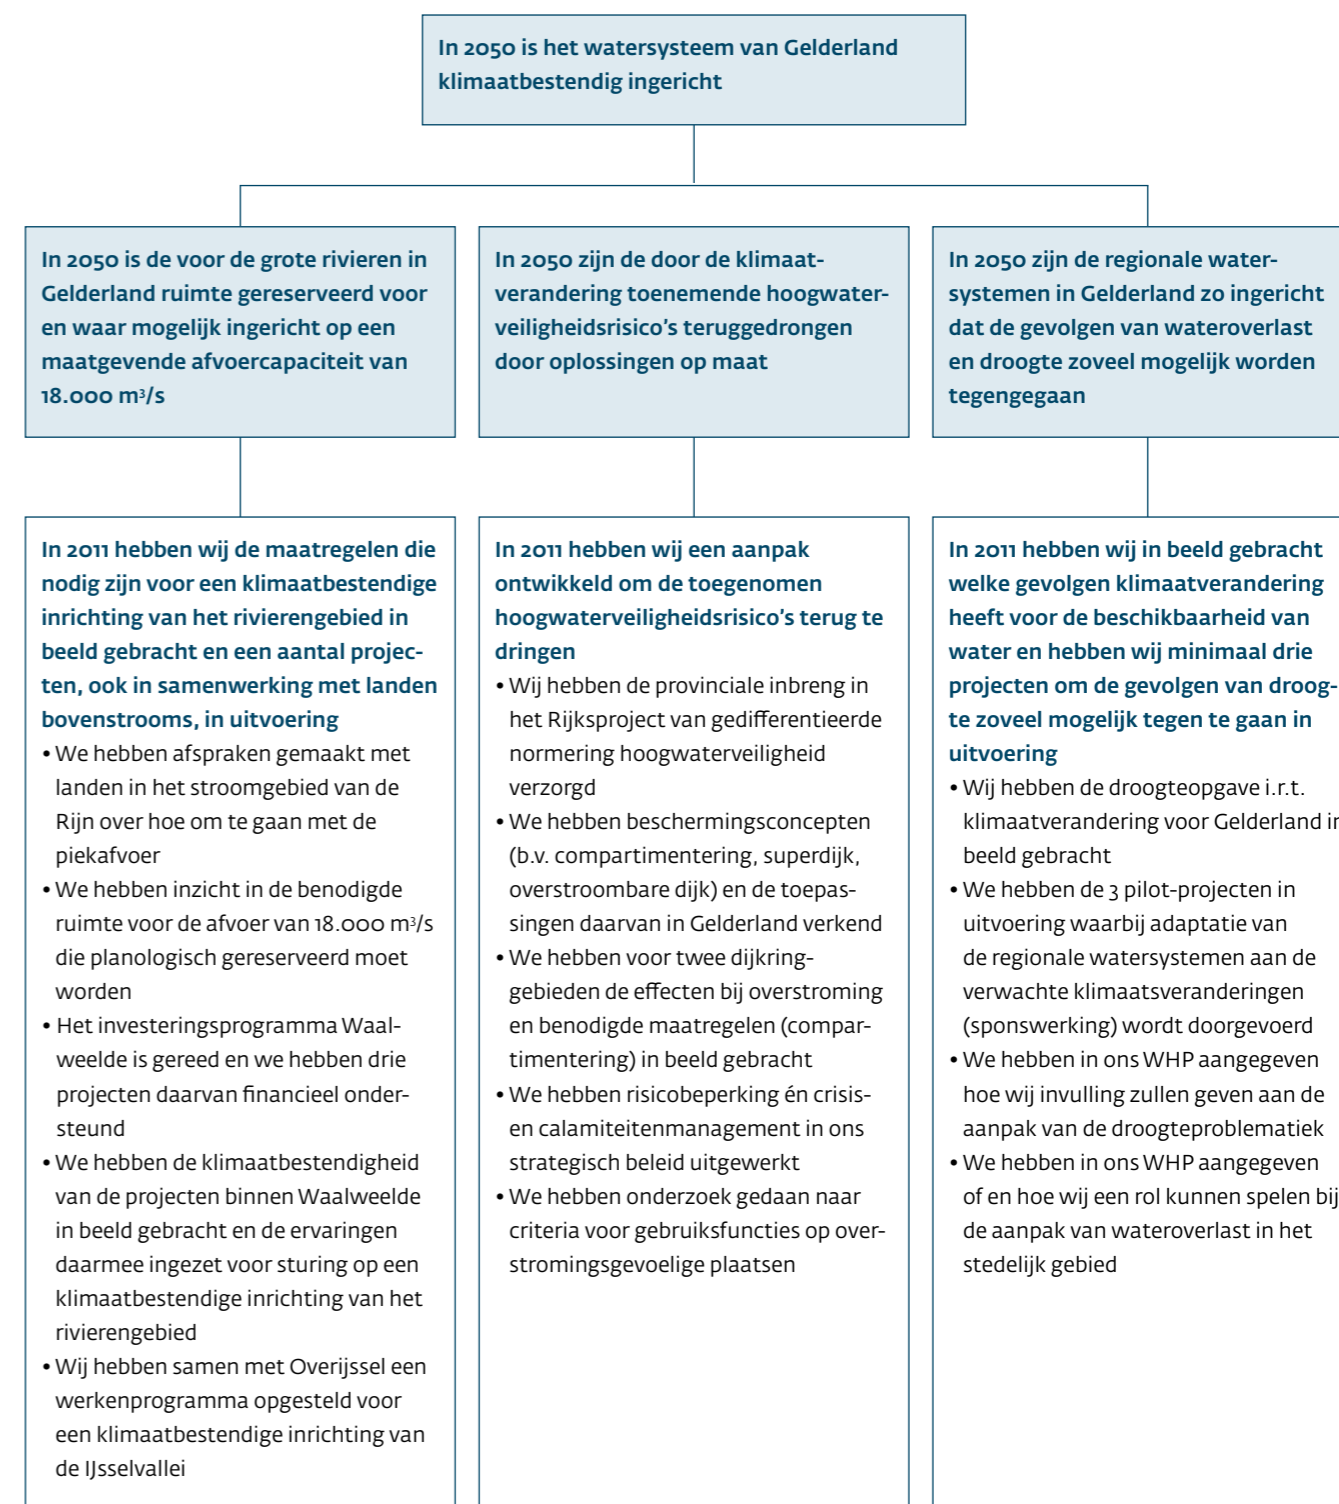 In 2050 is het watersysteem van Gelderland
klimaatbestendig ingericht
In 2050 is de voor de grote rivieren in
Gelderland ruimte gereserveerd voor
en waar mogelijk ingericht op een
maatgevende afvoercapaciteit van
18.000 m³/s
In 2050 zijn de door de klimaat-
verandering toenemende hoogwater-
veiligheidsrisico's teruggedrongen
door oplossingen op maat
In 2050 zijn de regionale water-
systemen in Gelderland zo ingericht
dat de gevolgen van wateroverlast
en droogte zoveel mogelijk worden
tegengegaan
In 2011 hebben wij de maatregelen die
nodig zijn voor een klimaatbestendige
inrichting van het rivierengebied in
beeld gebracht en een aantal projec-
ten, ook in samenwerking met landen
bovenstrooms, in uitvoering
• We hebben afspraken gemaakt met
landen in het stroomgebied van de
Rijn over hoe om te gaan met de
piekafvoer
• We hebben inzicht in de benodigde
ruimte voor de afvoer van 18.000 m³/s
die planologisch gereserveerd moet
worden
• Het investeringsprogramma Waal-
weelde is gereed en we hebben drie
projecten daarvan financieel onder-
steund
• We hebben de klimaatbestendigheid
van de projecten binnen Waalweelde
in beeld gebracht en de ervaringen
daarmee ingezet voor sturing op een
klimaatbestendige inrichting van het
rivierengebied
• Wij hebben samen met Overijssel een
werkenprogramma opgesteld voor
een klimaatbestendige inrichting van
de IJsselvallei
In 2011 hebben wij een aanpak
ontwikkeld om de toegenomen
hoogwaterveiligheidsrisico's terug te
dringen
• Wij hebben de provinciale inbreng in
het Rijksproject van gedifferentieerde
normering hoogwaterveiligheid
verzorgd
• We hebben beschermingsconcepten
(b.v. compartimentering, superdijk,
overstroombare dijk) en de toepas-
singen daarvan in Gelderland verkend
• We hebben voor twee dijkring-
gebieden de effecten bij overstroming
en benodigde maatregelen (compar-
timentering) in beeld gebracht
• We hebben risicobeperking én crisis-
en calamiteitenmanagement in ons
strategisch beleid uitgewerkt
• We hebben onderzoek gedaan naar
criteria voor gebruiksfuncties op over-
stromingsgevoelige plaatsen
In 2011 hebben wij in beeld gebracht
welke gevolgen klimaatverandering
heeft voor de beschikbaarheid van
water en hebben wij minimaal drie
projecten om de gevolgen van droog-
te zoveel mogelijk tegen te gaan in
uitvoering
• Wij hebben de droogteopgave i.r.t.
klimaatverandering voor Gelderland in
beeld gebracht
• We hebben de 3 pilot-projecten in
uitvoering waarbij adaptatie van
de regionale watersystemen aan de
verwachte klimaatsveranderingen
(sponswerking) wordt doorgevoerd
• We hebben in ons WHP aangegeven
hoe wij invulling zullen geven aan de
aanpak van de droogteproblematiek
• We hebben in ons WHP aangegeven
of en hoe wij een rol kunnen spelen bij
de aanpak van wateroverlast in het
stedelijk gebied